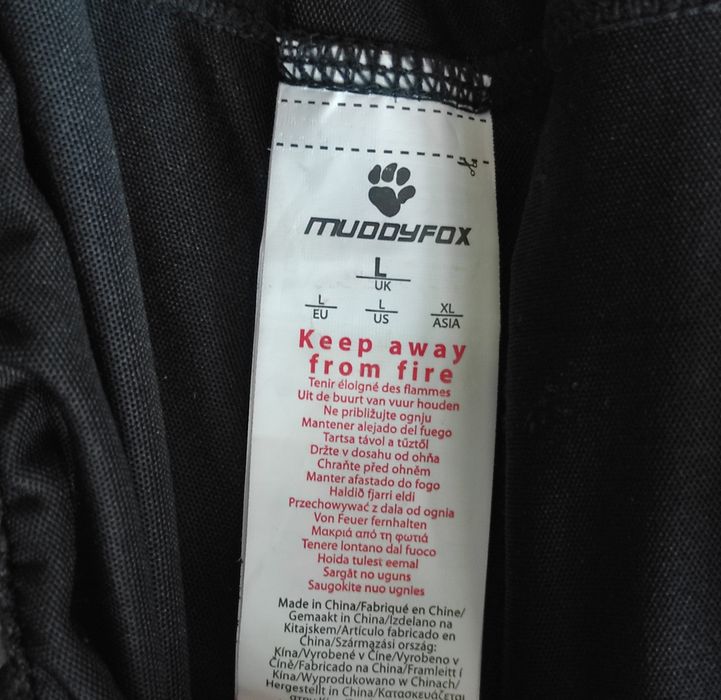 MUDDYFOX
L
UK
L L XL
EU US ASIA
Keep away
from fire
Tenir éloigné des flammes
Uit de buurt van vuur houden
Ne približujte ognju
Mantener alejado del fuego
Tartsa távol a tűztől
Držte v dosahu od ohňa
Chraňte před ohněm
Manter afastado do fogo
Haldið fjarri eldi
Przechowywać z dala od ognia
Von Feuer fernhalten
Μακριά από τη φωτιά
Tenere lontano dal fuoco
Hoida tulest eemal
Sargāt no uguns
Saugokite nuo ugnies
Made in China/Fabriqué en Chine/
Gemaakt in China/Izdelano na
Kitajskem/Artículo fabricado en
China/Származási ország:
Kína/Vyrobené v Číne/Vyrobeno v
Číně/Fabricado na China/Framleitt í
Kína/Wyprodukowano w Chinach/
Hergestellt in China/Κατασκευάζεται